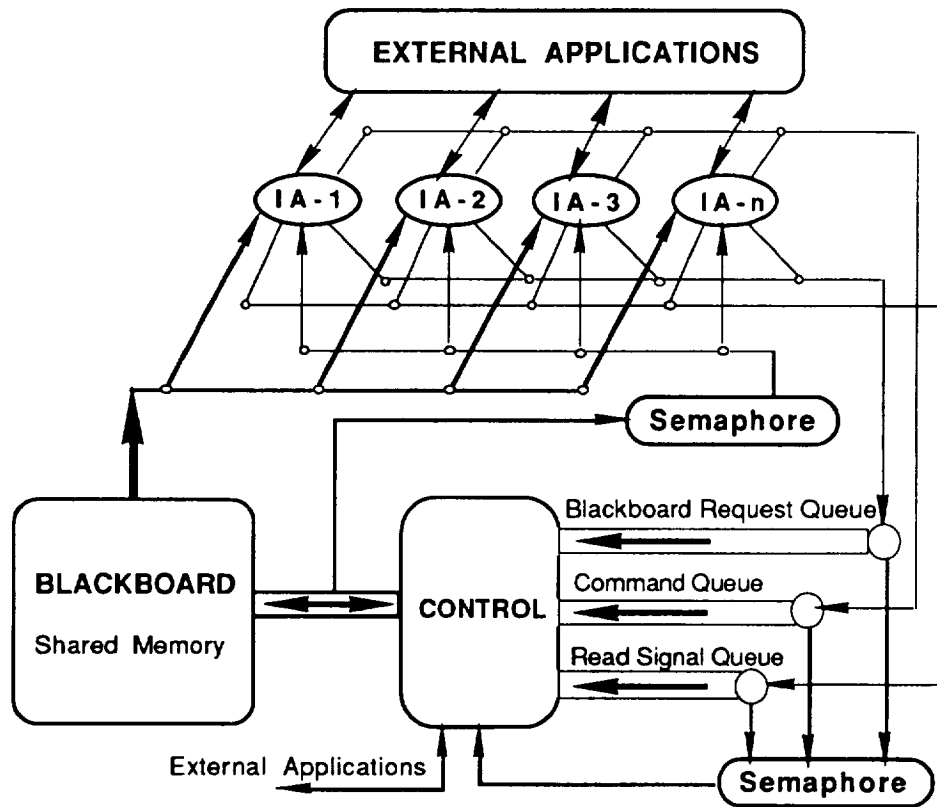 EXTERNAL APPLICATIONS
IA-1
IA-2
IA-3
IA-n
Semaphore
Blackboard Request Queue
BLACKBOARD
Shared Memory
CONTROL
Command Queue
Read Signal Queue
External Applications
Semaphore